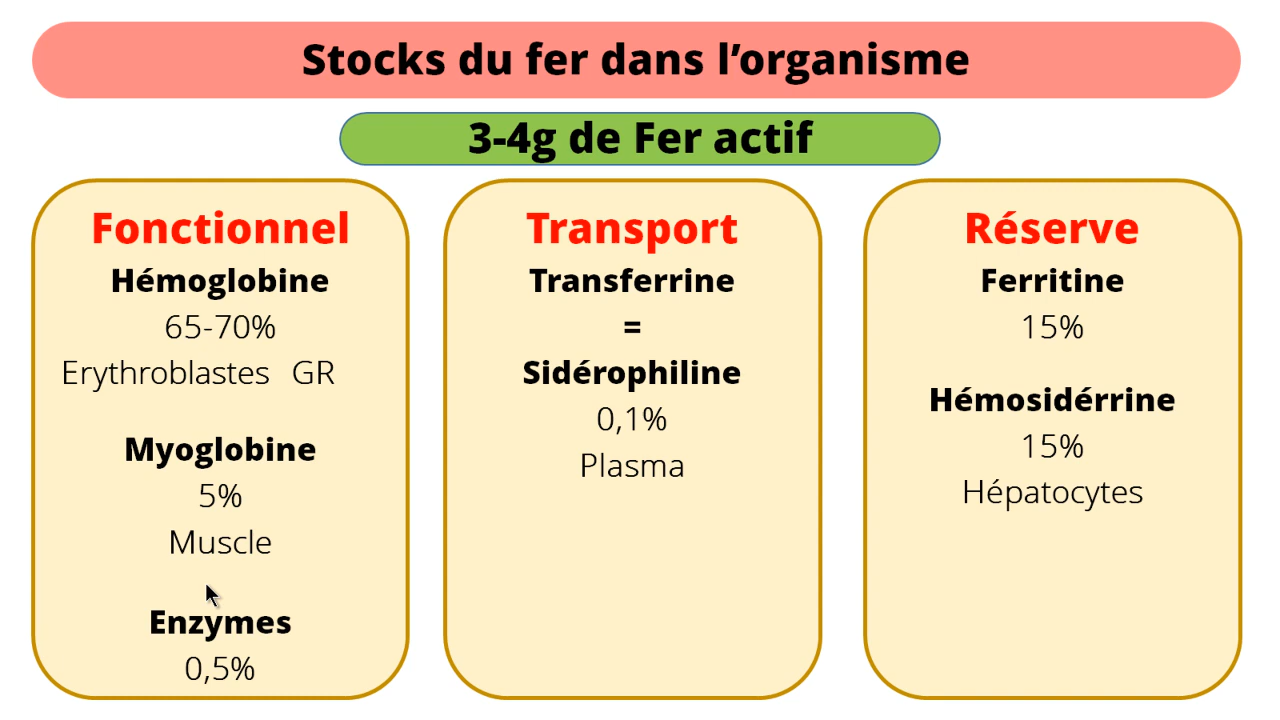 Stocks du fer dans l’organisme
3-4g de Fer actif
Fonctionnel
Hémoglobine
65-70%
Erythroblastes GR
Myoglobine
5%
Muscle
Enzymes
0,5%
Transport
Transferrine
=
Sidérophiline
0,1%
Plasma
Réserve
Ferritine
15%
Hémosidérrine
15%
Hépatocytes